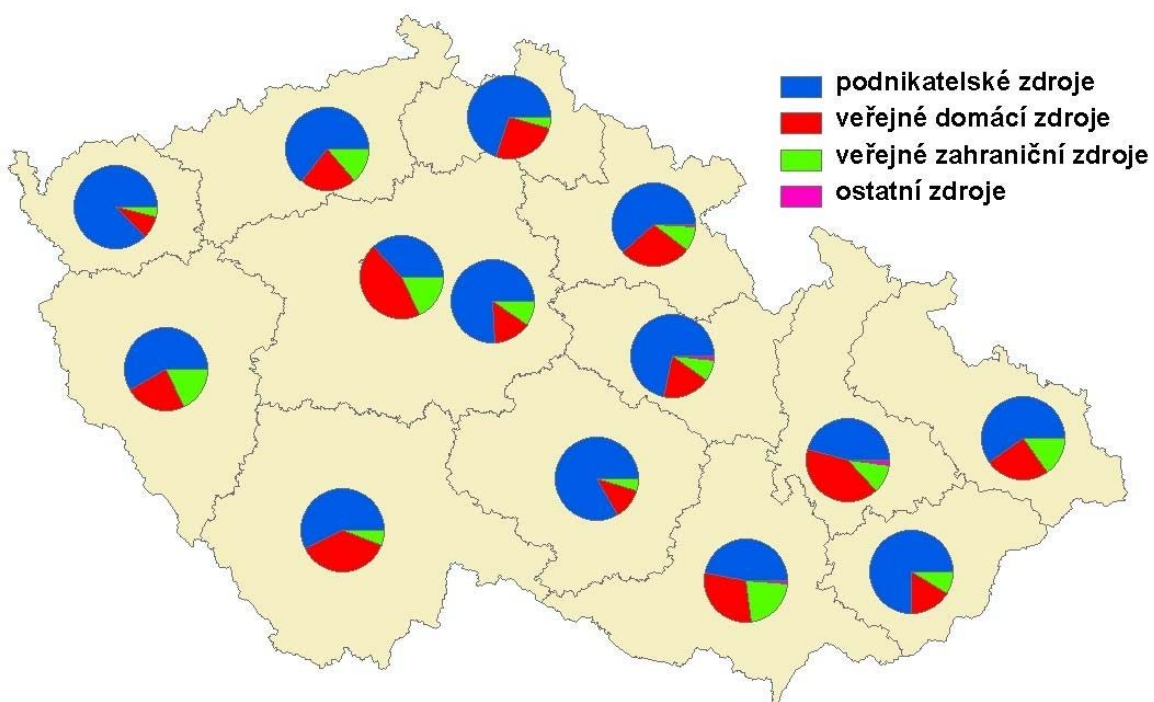 podnikatelské zdroje
veřejné domácí zdroje
veřejné zahraniční zdroje
ostatní zdroje